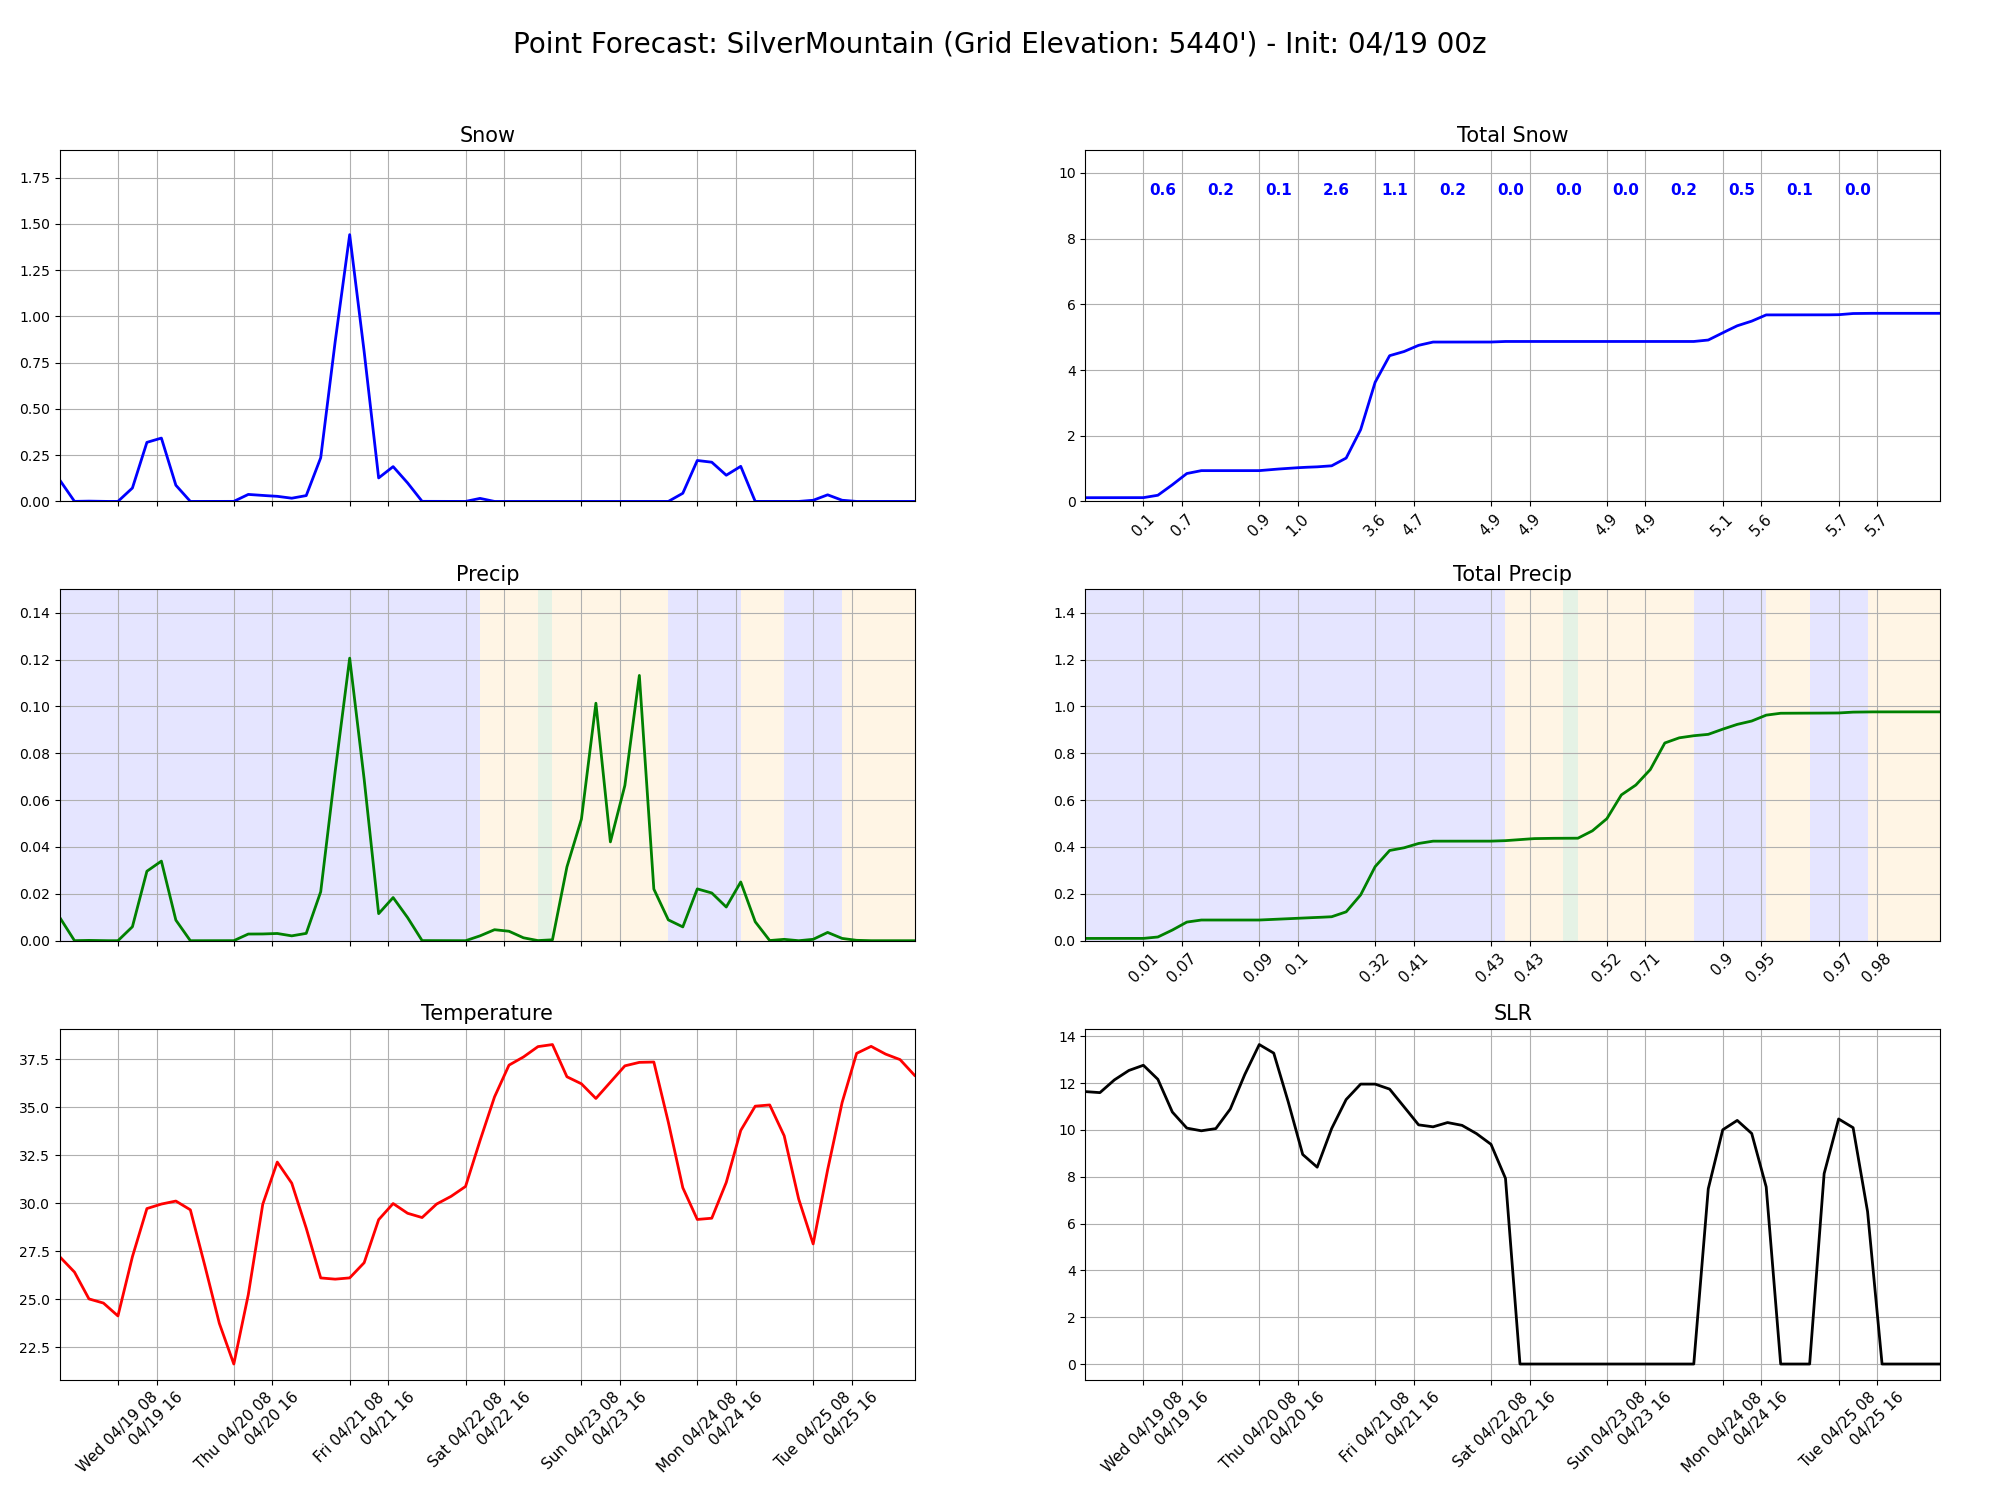 Point Forecast: SilverMountain (Grid Elevation: 5440') - Init: 04/19 00z
Snow
1.75
1.50
1.25
1.00
0.75
0.50
0.25
0.00
Total Snow
10
8
6
4
2
0
0.6 0.2 0.1 2.6 1.1 0.2 0.0 0.0 0.0 0.2 0.5 0.1 0.0
0.1 0.7 0.9 1.0 3.6 4.7 4.9 4.9 4.9 4.9 5.1 5.6 5.7 5.7
Precip
0.14
0.12
0.10
0.08
0.06
0.04
0.02
0.00
Total Precip
1.4
1.2
1.0
0.8
0.6
0.4
0.2
0.0
0.01 0.07 0.09 0.1 0.32 0.41 0.43 0.43 0.52 0.71 0.9 0.95 0.97 0.98
Temperature
37.5
35.0
32.5
30.0
27.5
25.0
22.5
Wed 04/19 08
04/19 16
Thu 04/20 08
04/20 16
Fri 04/21 08
04/21 16
Sat 04/22 08
04/22 16
Sun 04/23 08
04/23 16
Mon 04/24 08
04/24 16
Tue 04/25 08
04/25 16
SLR
14
12
10
8
6
4
2
0
Wed 04/19 08
04/19 16
Thu 04/20 08
04/20 16
Fri 04/21 08
04/21 16
Sat 04/22 08
04/22 16
Sun 04/23 08
04/23 16
Mon 04/24 08
04/24 16
Tue 04/25 08
04/25 16